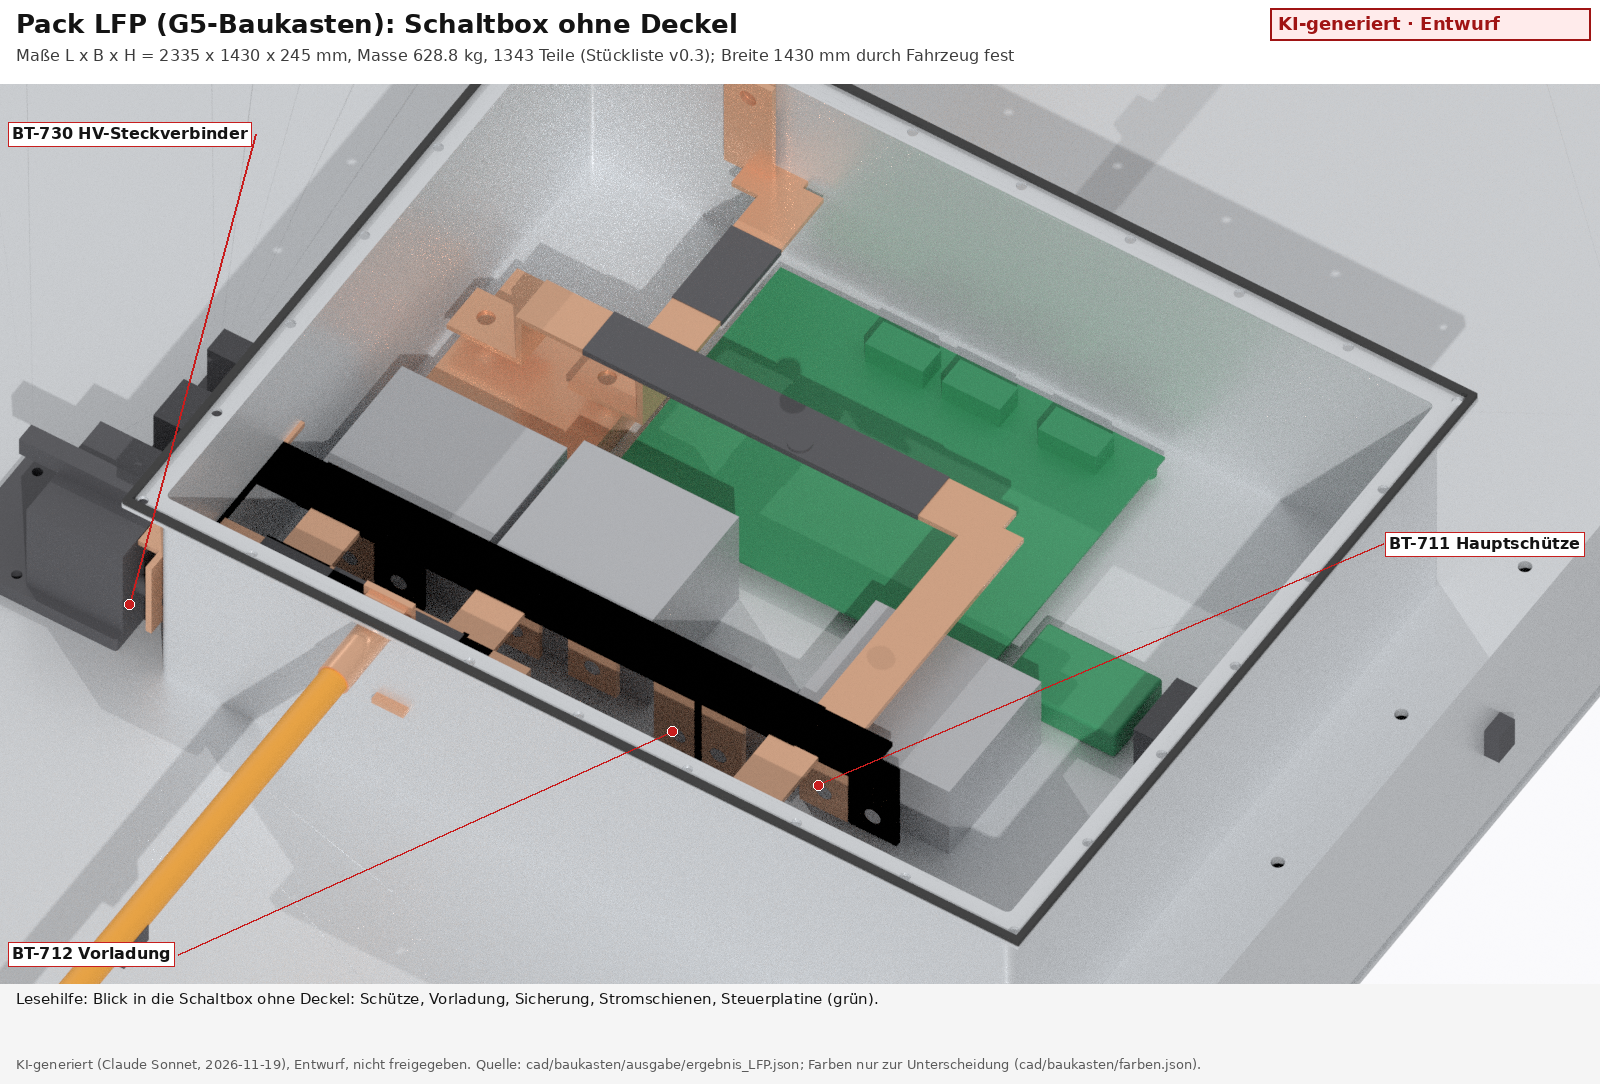 Pack LFP (G5-Baukasten): Schaltbox ohne Deckel
KI-generiert · Entwurf
Maße L x B x H = 2335 x 1430 x 245 mm, Masse 628.8 kg, 1343 Teile (Stückliste v0.3); Breite 1430 mm durch Fahrzeug fest
BT-730 HV-Steckverbinder
BT-711 Hauptschütze
BT-712 Vorladung
Lesehilfe: Blick in die Schaltbox ohne Deckel: Schütze, Vorladung, Sicherung, Stromschienen, Steuerplatine (grün).
KI-generiert (Claude Sonnet, 2026-11-19), Entwurf, nicht freigegeben. Quelle: cad/baukasten/ausgabe/ergebnis_LFP.json; Farben nur zur Unterscheidung (cad/baukasten/farben.json).